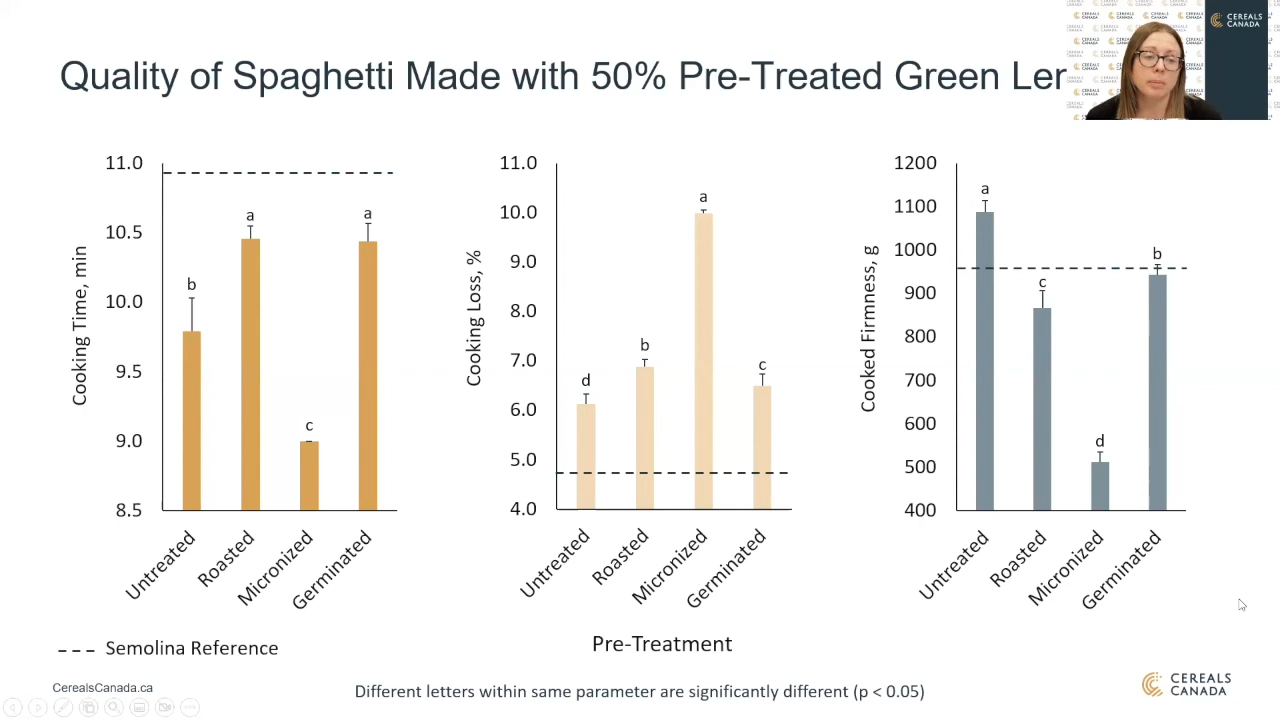 CEREALS
CANADA
Quality of Spaghetti Made with 50% Pre-Treated Green
11.0
10.5
10.0
9.5
9.0
8.5
Cooking Time, min
b
a
c
a
Untreated
Roasted
Micronized
Germinated
11.0
10.0
9.0
8.0
7.0
6.0
5.0
4.0
Cooking Loss, %
d
b
a
c
Untreated
Roasted
Micronized
Germinated
1200
1100
1000
900
800
700
600
500
400
Cooked Firmness, g
a
c
d
b
Untreated
Roasted
Micronized
Germinated
Semolina Reference
Pre-Treatment
CerealsCanada.ca
Different letters within same parameter are significantly different (p < 0.05)
CEREALS
CANADA